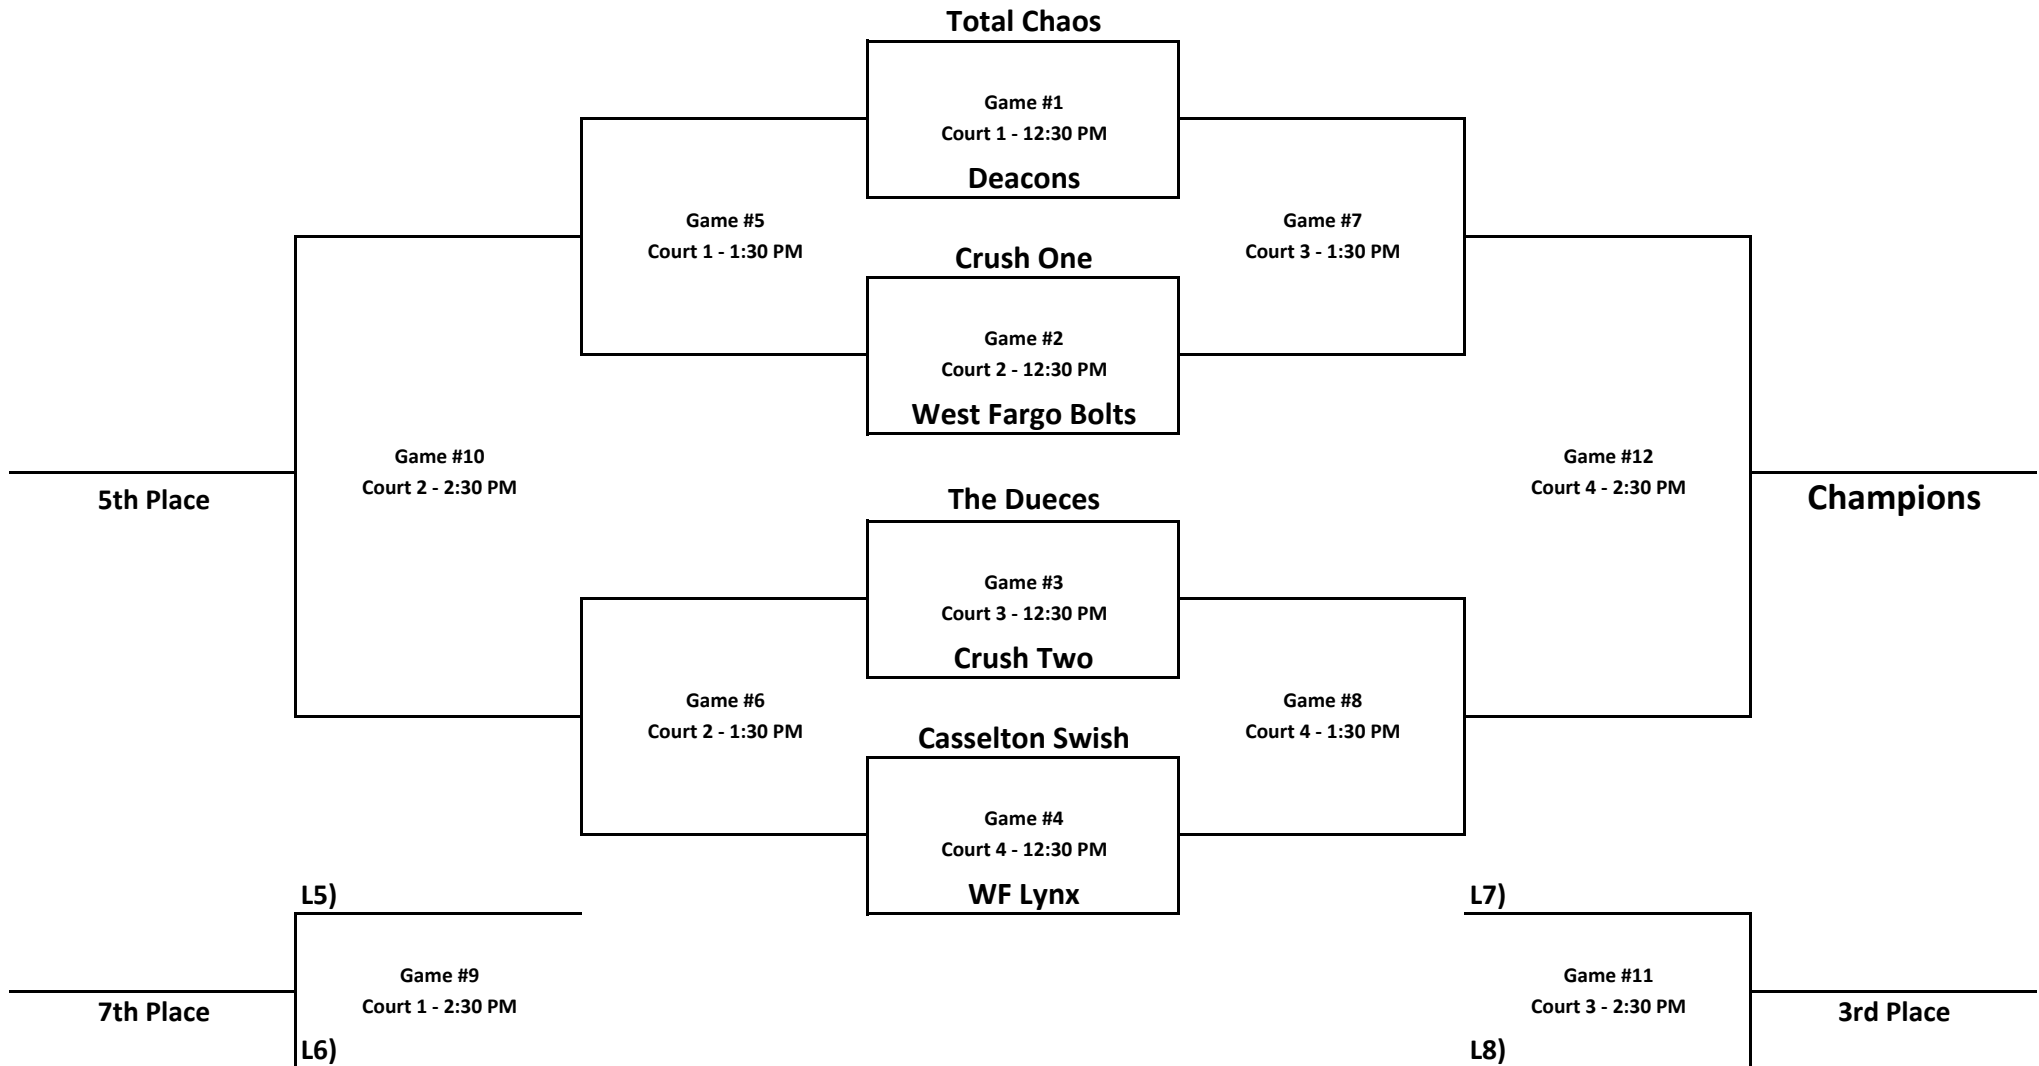 Total Chaos
Game #1
Court 1 - 12:30 PM
Deacons
Game #5
Court 1 - 1:30 PM
Game #7
Court 3 - 1:30 PM
Crush One
Game #2
Court 2 - 12:30 PM
West Fargo Bolts
Game #10
Court 2 - 2:30 PM
5th Place
Game #12
Court 4 - 2:30 PM
Champions
The Dueces
Game #3
Court 3 - 12:30 PM
Crush Two
Game #6
Court 2 - 1:30 PM
Game #8
Court 4 - 1:30 PM
Casselton Swish
Game #4
Court 4 - 12:30 PM
WF Lynx
L5)
Game #9
Court 1 - 2:30 PM
7th Place
L6)
L7)
Game #11
Court 3 - 2:30 PM
3rd Place
L8)